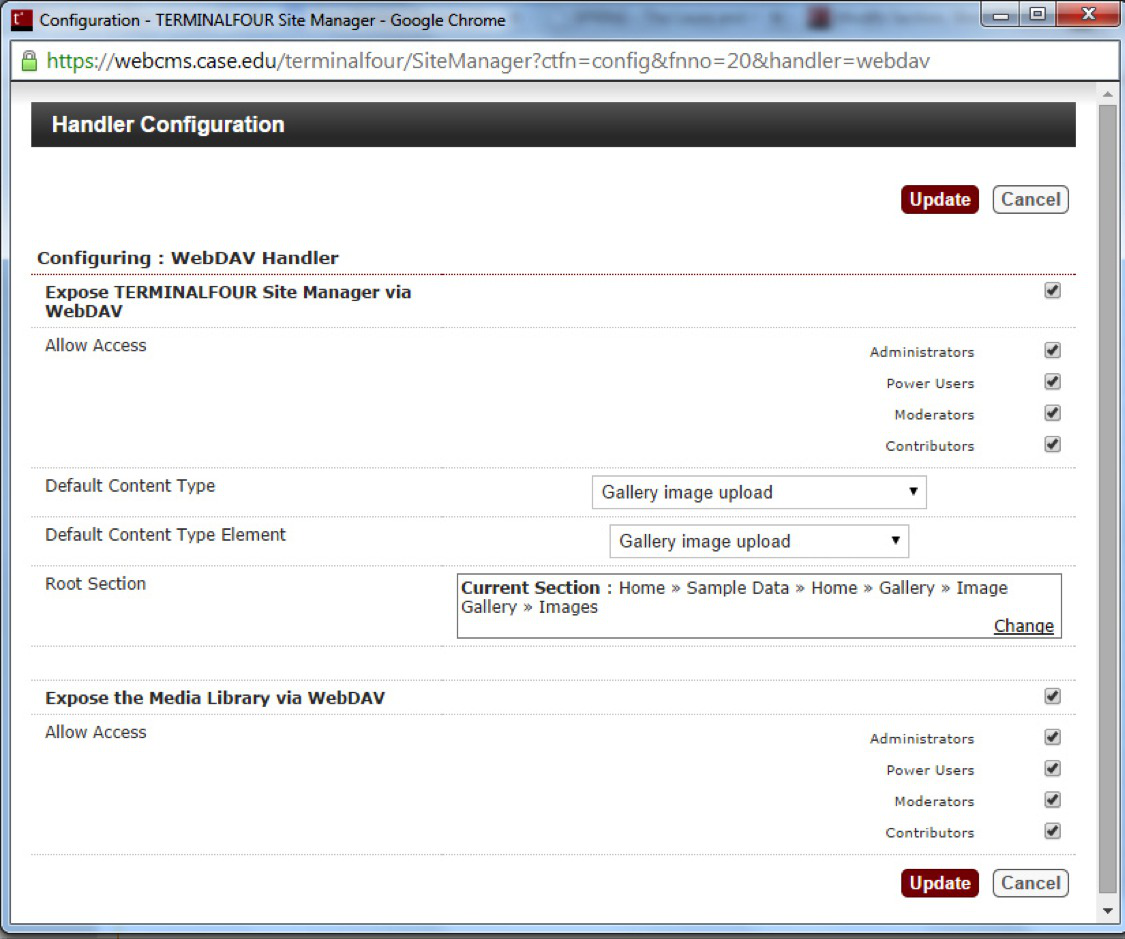 Configuration - TERMINALFOUR Site Manager - Google Chrome
https://webcms.case.edu/terminalfour/SiteManager?ctfn=config&fnno=20&handler=webdav
Handler Configuration
Update Cancel
Configuring : WebDAV Handler
Expose TERMINALFOUR Site Manager via
WebDAV
Allow Access
Administrators
Power Users
Moderators
Contributors
Default Content Type
Gallery image upload
Default Content Type Element
Gallery image upload
Root Section
Current Section : Home » Sample Data » Home » Gallery » Image
Gallery » Images
Change
Expose the Media Library via WebDAV
Allow Access
Administrators
Power Users
Moderators
Contributors
Update Cancel